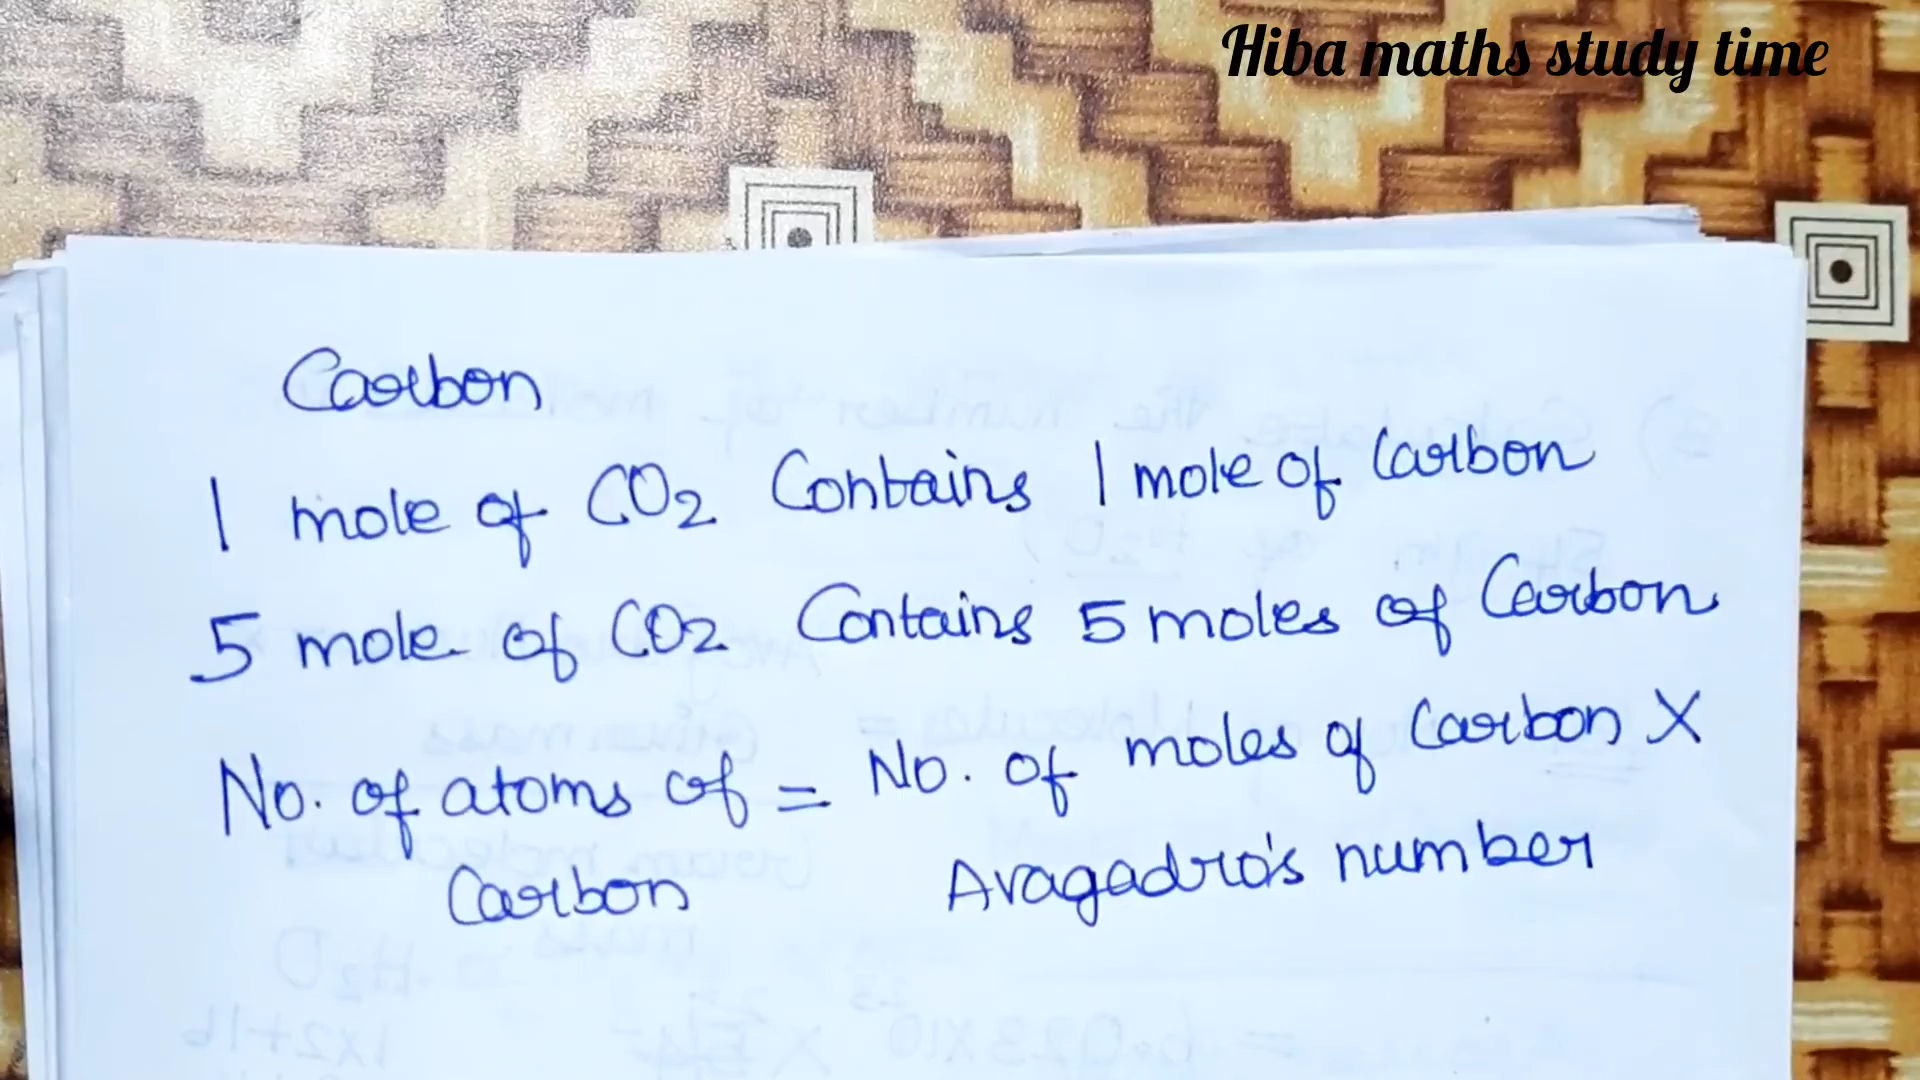 Hiba maths study time
Carbon
1 mole of CO2 Contains 1 mole of Carbon
5 mole of CO2 Contains 5 moles of Carbon
No. of atoms of = No. of moles of Carbon X
Carbon Avagadro's number